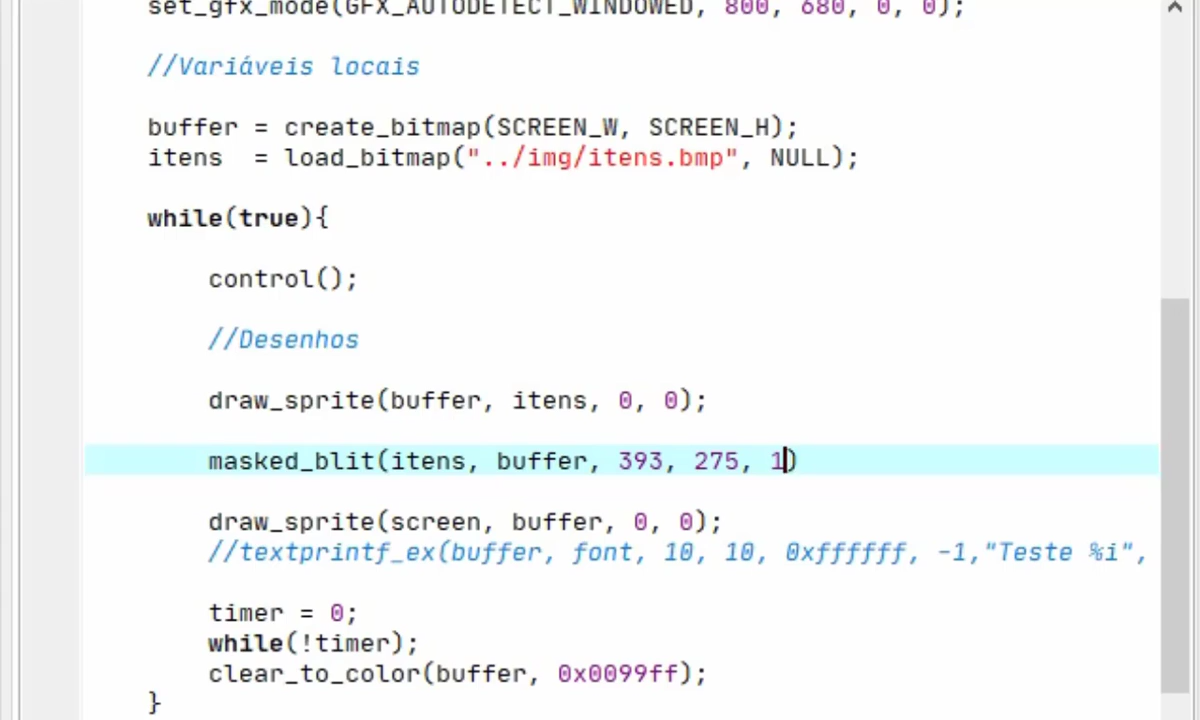 set_gfx_mode(GFX_AUTODETECT_WINDOWED, 800, 680, 0, 0);
//Variáveis locais
buffer = create_bitmap(SCREEN_W, SCREEN_H);
itens  = load_bitmap("../img/itens.bmp", NULL);
while(true){
control();
//Desenhos
draw_sprite(buffer, itens, 0, 0);
masked_blit(itens, buffer, 393, 275, 1)
draw_sprite(screen, buffer, 0, 0);
//textprintf_ex(buffer, font, 10, 10, 0xffffff, -1,"Teste %i",
timer = 0;
while(!timer);
clear_to_color(buffer, 0x0099ff);
}